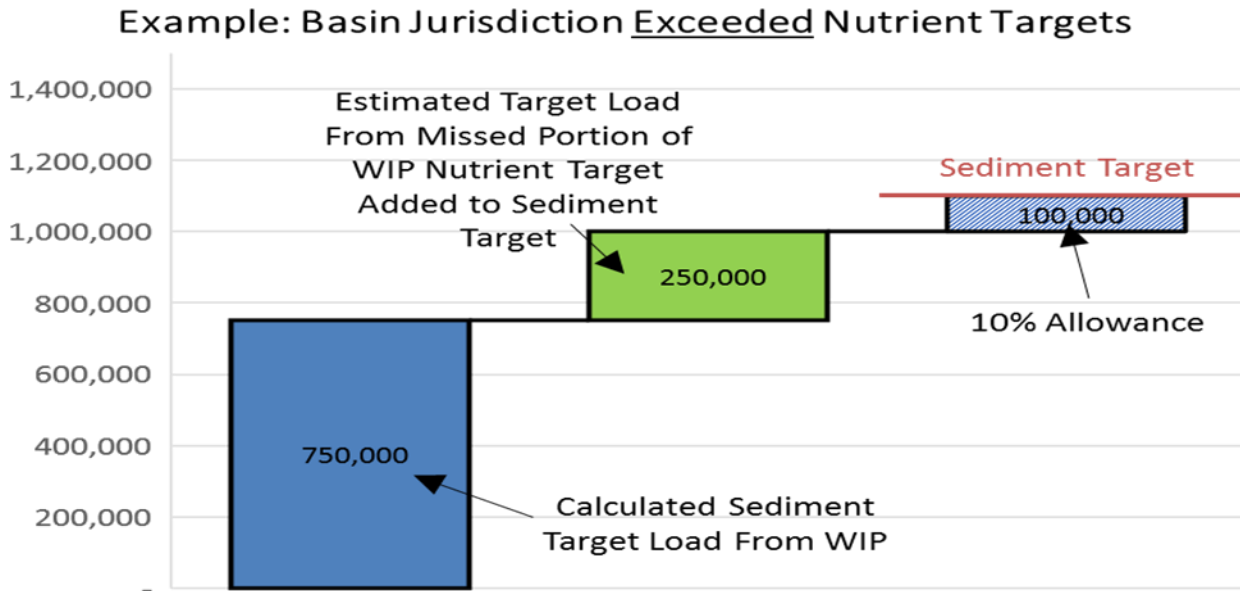 Example: Basin Jurisdiction Exceeded Nutrient Targets
1,400,000
1,200,000
1,000,000
800,000
600,000
400,000
200,000
-
Estimated Target Load
From Missed Portion of
WIP Nutrient Target
Added to Sediment
Target
Sediment Target
100,000
250,000
10% Allowance
750,000
Calculated Sediment
Target Load From WIP